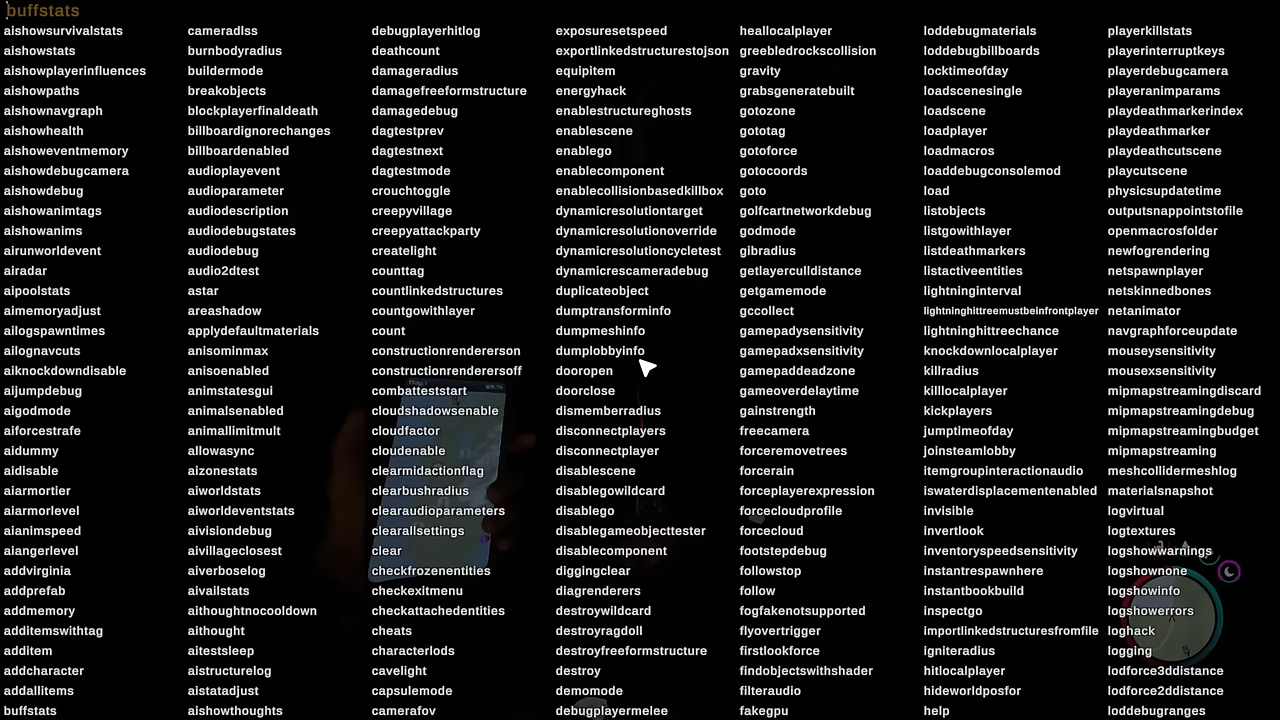 buffstats
aishowsurvivalstats
aishowstats
aishowplayerinfluences
aishowpaths
aishownavgraph
aishowhealth
aishoweventmemory
aishowdebugcamera
aishowdebug
aishowanimtags
aishowanims
airunworldevent
airadar
aipoolstats
aimemoryadjust
ailogspawntimes
ailognavcuts
aiknockdowndisable
aijumpdebug
aigodmode
aiforcestrafe
aidummy
aidisable
aiarmortier
aiarmorlevel
aianimspeed
aiangerlevel
addvirginia
addprefab
addmemory
additemswithtag
additem
addcharacter
addallitems
buffstats
cameradlss
burnbodyradius
buildermode
breakobjects
blockplayerfinaldeath
billboardignorechanges
billboardenabled
audioplayevent
audioparameter
audiodescription
audiodebugstates
audiodebug
audio2dtest
astar
areashadow
applydefaultmaterials
anisominmax
anisoenabled
animstatesgui
animalsenabled
animallimitmult
allowasync
aizonestats
aiworldstats
aiworldeventstats
aivisiondebug
aivillageclosest
aiverboselog
aivailstats
aithoughtnocooldown
aithought
aitestsleep
aistructurelog
aistatadjust
aishowthoughts
debugplayerhitlog
deathcount
damageradius
damagefreeformstructure
damagedebug
dagtestprev
dagtestnext
dagtestmode
crouchtoggle
creepyvillage
creepyattackparty
createlight
counttag
countlinkedstructures
countgowithlayer
count
constructionrendererson
constructionrenderersoff
combatteststart
cloudshadowsenable
cloudfactor
cloudenable
clearmidactionflag
clearbushradius
clearaudioparameters
clearallsettings
clear
checkfrozenentities
checkexitmenu
checkattachedentities
cheats
characterlods
cavelight
capsulemode
camerafov
exposuresetspeed
exportlinkedstructurestojson
equipitem
energyhack
enablestructureghosts
enablescene
enablego
enablecomponent
enablecollisionbasedkillbox
dynamicresolutiontarget
dynamicresolutionoverride
dynamicresolutioncycletest
dynamicrescameradebug
duplicateobject
dumptransforminfo
dumpmeshinfo
dumplobbyinfo
dooropen
doorclose
dismemberradius
disconnectplayers
disconnectplayer
disablescene
disablegowildcard
disablego
disablegameobjecttester
disablecomponent
diggingclear
diagrenderers
destroywildcard
destroyragdoll
destroyfreeformstructure
destroy
demomode
debugplayermelee
heallocalplayer
greebledrockscollision
gravity
grabsgeneratebuilt
gotozone
gototag
gotoforce
gotocoords
goto
golfcartnetworkdebug
godmode
gibradius
getlayerculldistance
getgamemode
gccollect
gamepadysensitivity
gamepadxsensitivity
gamepaddeadzone
gameoverdelaytime
gainstrength
freecamera
forceremovetrees
forcerain
forceplayerexpression
forcecloudprofile
forcecloud
footstepdebug
followstop
follow
fogfakenotsupported
flyovertrigger
firstlookforce
findobjectswithshader
filteraudio
fakegpu
loddebugmaterials
loddebugbillboards
locktimeofday
loadscenesingle
loadscene
loadplayer
loadmacros
loaddebugconsolemod
load
listobjects
listgowithlayer
listdeathmarkers
listactiveentities
lightninginterval
lightninghittreemustbeinfrontplayer
lightninghittreechance
knockdownlocalplayer
killradius
killlocalplayer
kickplayers
jumptimeofday
joinsteamlobby
itemgroupinteractionaudio
iswaterdisplacementenabled
invisible
invertlook
inventoryspeedsensitivity
instantrespawnhere
instantbookbuild
inspectgo
importlinkedstructuresfromfile
igniteradius
hitlocalplayer
hideworldposfor
help
playerkillstats
playerinterruptkeys
playerdebugcamera
playeranimparams
playdeathmarkerindex
playdeathmarker
playdeathcutscene
playcutscene
physicsupdatetime
outputsnappointstofile
openmacrosfolder
newfogrendering
netspawnplayer
netskinnedbones
netanimator
navgraphforceupdate
mouseysensitivity
mousexsensitivity
mipmapstreamingdiscard
mipmapstreamingdebug
mipmapstreamingbudget
mipmapstreaming
meshcollidermeshlog
materialsnapshot
logvirtual
logtextures
logshowwarnings
logshownone
logshowinfo
logshowerrors
loghack
logging
lodforce3ddistance
lodforce2ddistance
loddebugranges